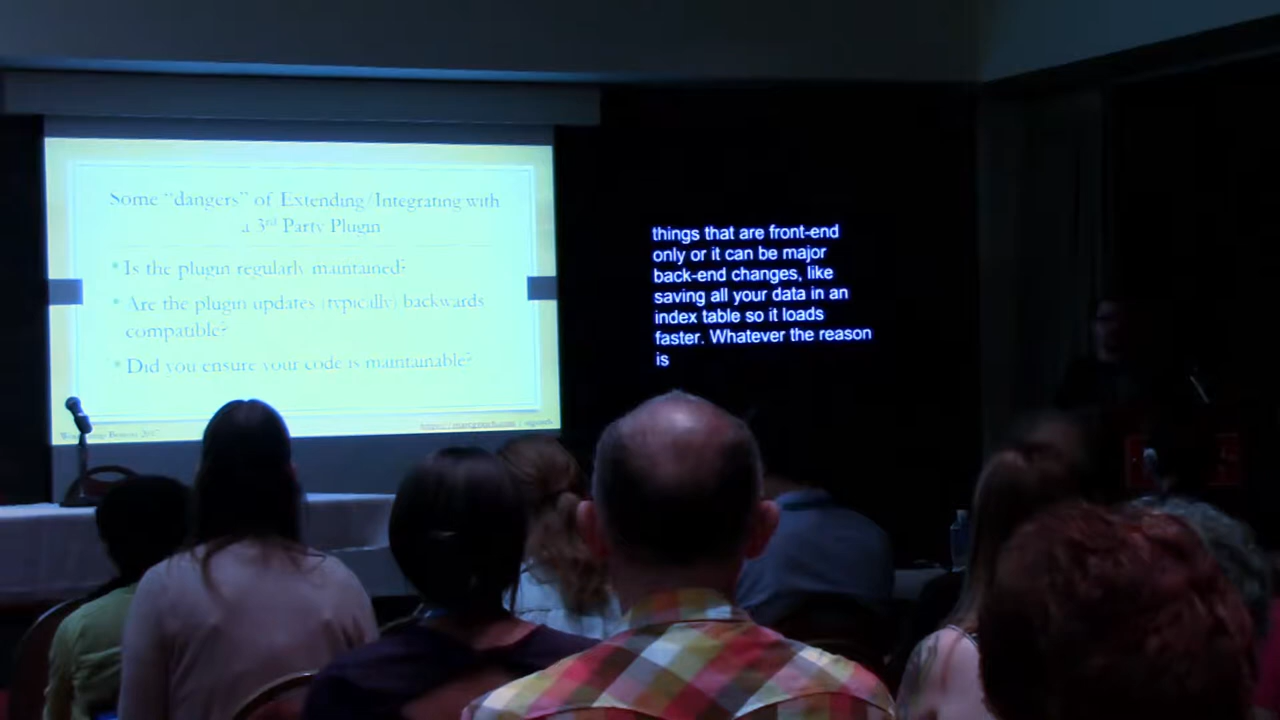 Some “dangers” of Extending/Integrating with
a 3rd Party Plugin
* Is the plugin regularly maintained?
* Are the plugin updates (typically) backwards
compatible?
* Did you ensure your code is maintainable?
2017
things that are front-end
only or it can be major
back-end changes, like
saving all your data in an
index table so it loads
faster. Whatever the reason
is